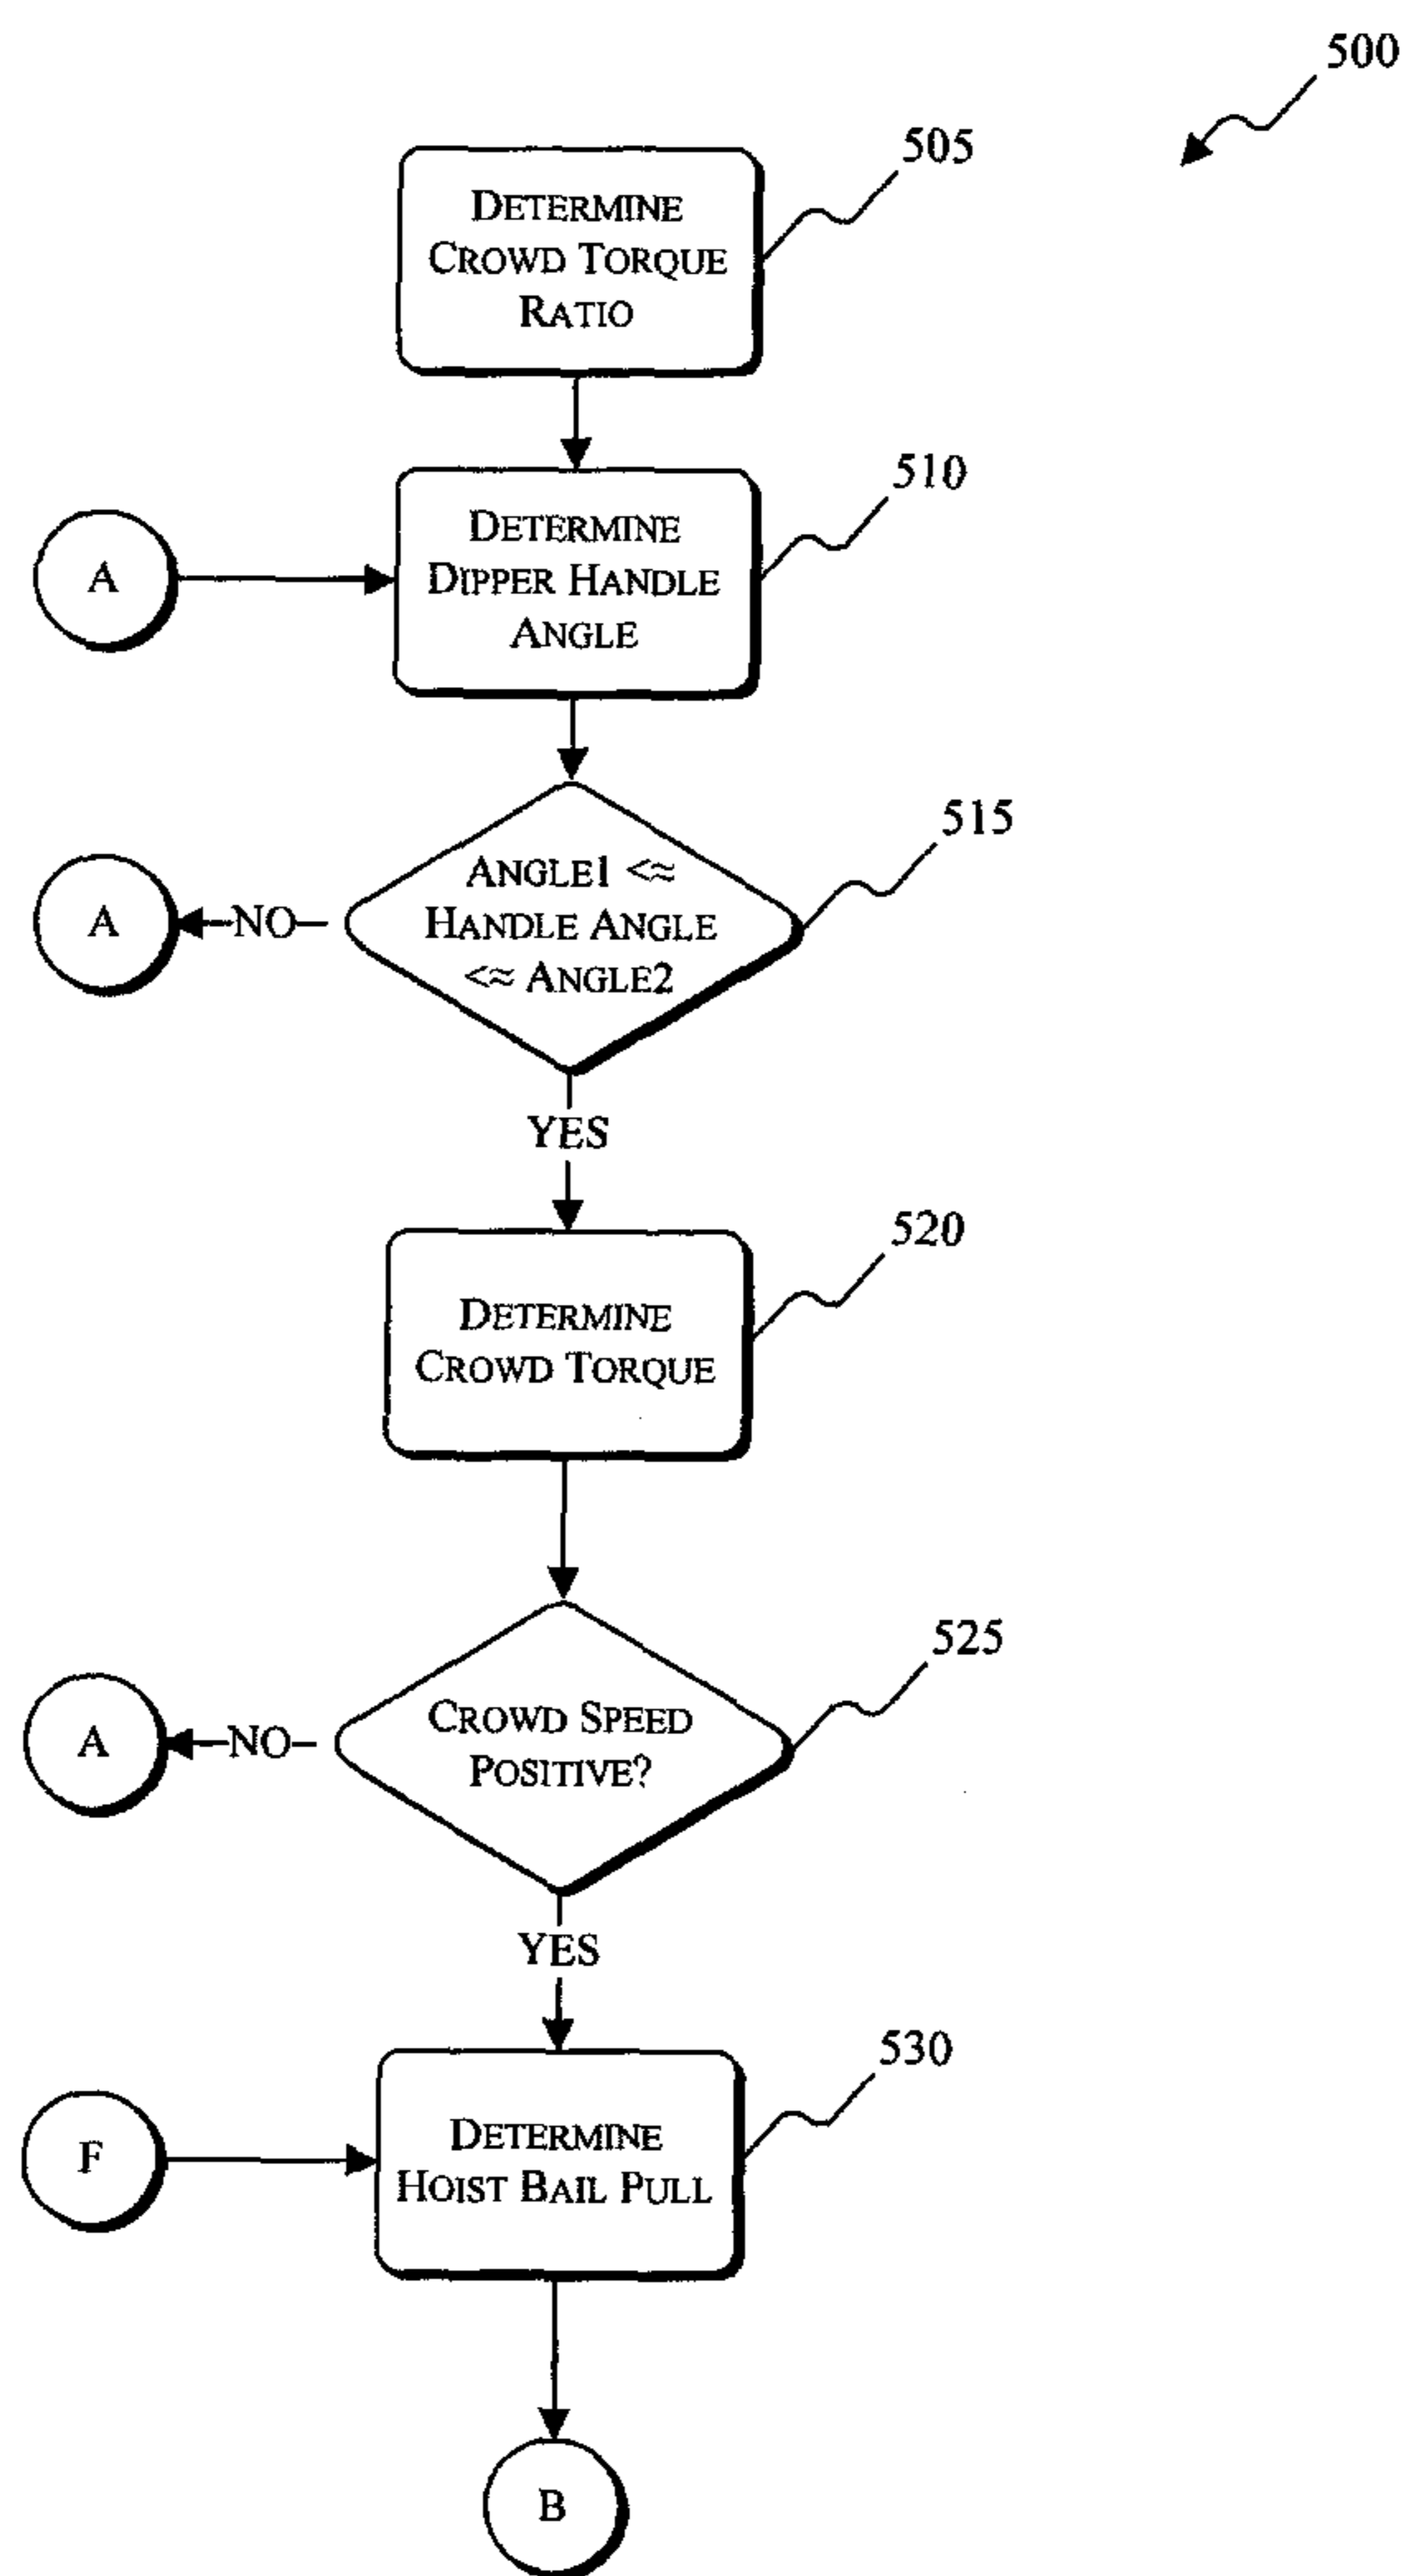 500
505
DETERMINE
CROWD TORQUE
RATIO
510
DETERMINE
DIPPER HANDLE
ANGLE
A
515
ANGLE1 <≈
HANDLE ANGLE
<≈ ANGLE2
A
NO
YES
520
DETERMINE
CROWD TORQUE
525
CROWD SPEED
POSITIVE?
A
NO
YES
530
DETERMINE
HOIST BAIL PULL
F
B